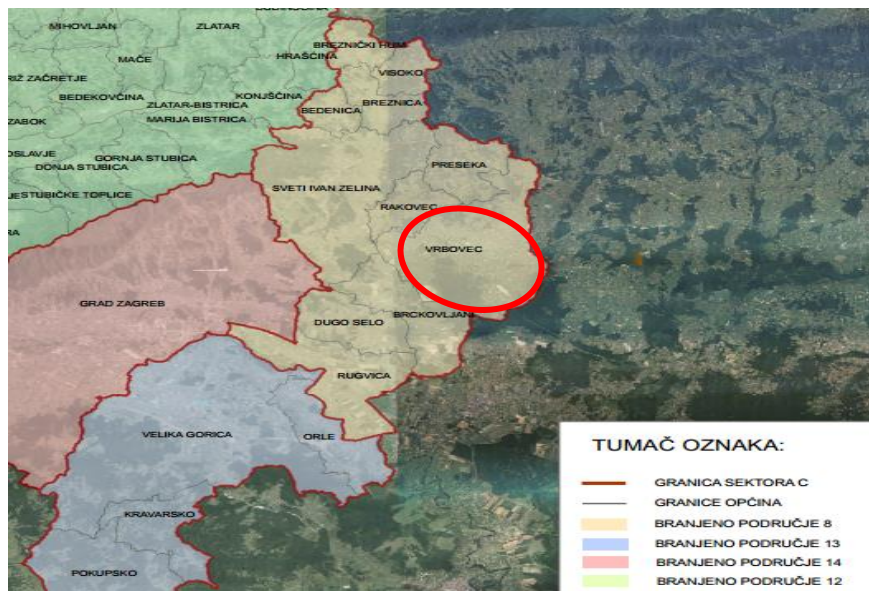 MIHOVLJAN
ZLATAR
BREZNIČKI HUM
HRAŠĆINA
MAČE
VISOKO
RIŽ ZAČRETJE
BEDEKOVČINA
KONJŠČINA
ZLATAR-BISTRICA
BREZNICA
BEDENICA
ZABOK
MARIJA BISTRICA
OSLAVJE
GORNJA STUBICA
DONJA STUBICA
PRESEKA
JESTUBIČKE TOPLICE
SVETI IVAN ZELINA
RAKOVEC
RA
VRBOVEC
GRAD ZAGREB
BRCKOVLJANI
DUGO SELO
RUGVICA
VELIKA GORICA
ORLE
KRAVARSKO
POKUPSKO
TUMAČ OZNAKA:
GRANICA SEKTORA C
GRANICE OPĆINA
BRANJENO PODRUČJE 8
BRANJENO PODRUČJE 13
BRANJENO PODRUČJE 14
BRANJENO PODRUČJE 12